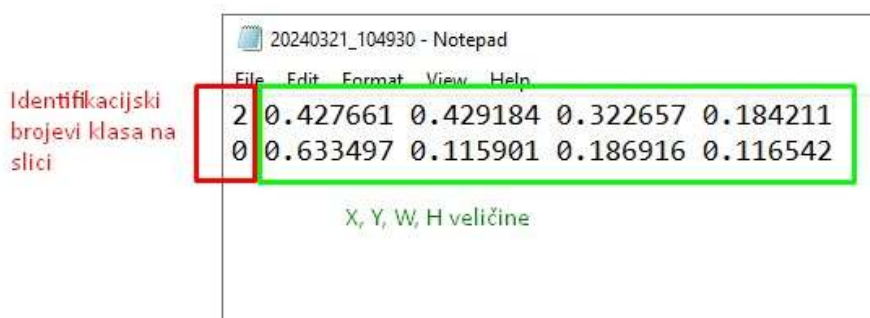 20240321_104930 - Notepad
File Edit Format View Help
Identifikacijski
brojevi klasa na
slici
2 0.427661 0.429184 0.322657 0.184211
0 0.633497 0.115901 0.186916 0.116542
X, Y, W, H veličine